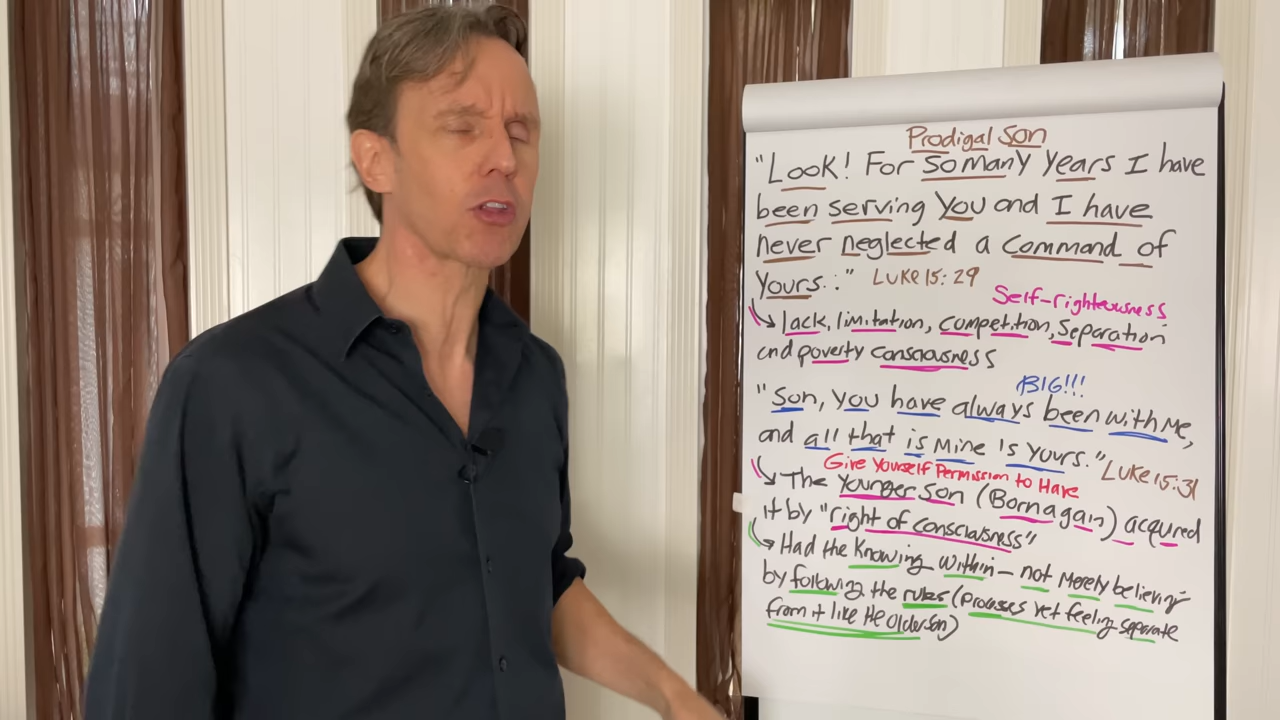 Prodigal Son
"Look! For so many years I have
been serving You and I have
never neglected a command of
Yours.:" Luke 15:29
Self-righteousness
lack, limitation, competition, Separation
and poverty consciousness
BIG!!!
"Son, you have always been with Me,
and all that is Mine is yours." Luke 15:31
Give Yourself Permission to Have
The Younger Son (Born again) acqured
it by "right of consciousness"
Had the Knowing within - not Merely believing
by following the rules (Processes yet feeling separate
from it like the older son)